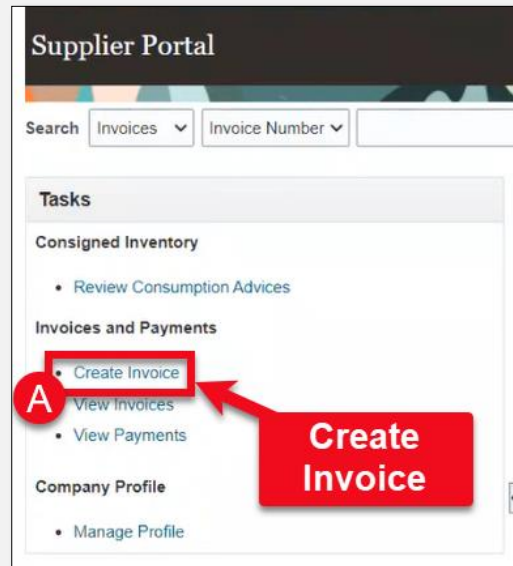 Supplier Portal
Search Invoices Invoice Number
Tasks
Consigned Inventory
• Review Consumption Advices
Invoices and Payments
• Create Invoice
A
View Invoices
• View Payments
Create
Invoice
Company Profile
• Manage Profile